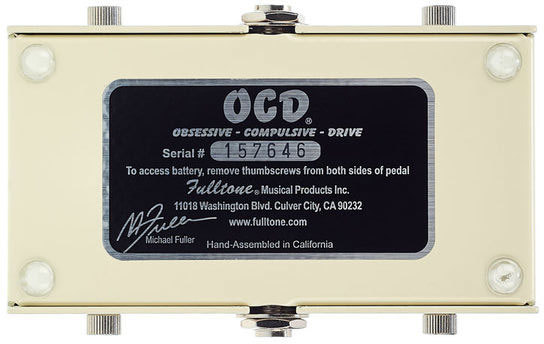 OCD®
OBSESSIVE - COMPULSIVE - DRIVE
Serial # 157646
To access battery, remove thumbscrews from both sides of pedal
Fulltone® Musical Products Inc.
11018 Washington Blvd. Culver City, CA 90232
www.fulltone.com
M Fuller
Michael Fuller
Hand-Assembled in California